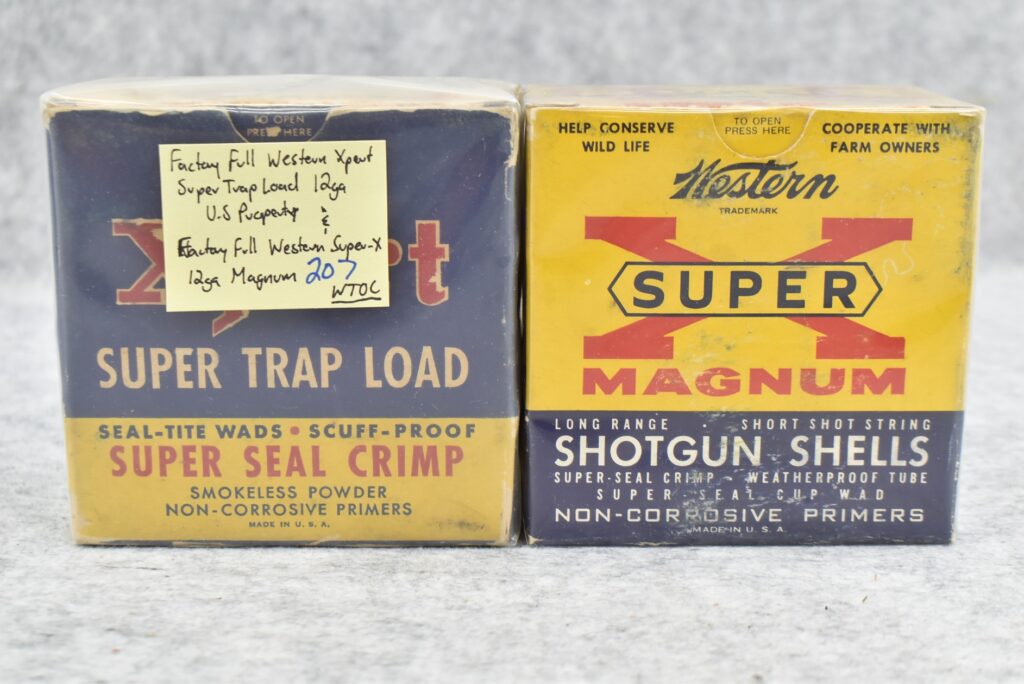 TO OPEN
PRESS HERE
Factory Full Western Xpert
Super Trap Load 12ga
U.S Property
&
Factory Full Western Super-X
12ga Magnum 207
WTOC
X rt
SUPER TRAP LOAD
SEAL-TITE WADS • SCUFF-PROOF
SUPER SEAL CRIMP
SMOKELESS POWDER
NON-CORROSIVE PRIMERS
MADE IN U. S. A.
HELP CONSERVE
WILD LIFE
TO OPEN
PRESS HERE
COOPERATE WITH
FARM OWNERS
Western
TRADEMARK
X
SUPER
MAGNUM
LONG RANGE · SHORT SHOT STRING
SHOTGUN SHELLS
SUPER-SEAL CRIMP - WEATHERPROOF TUBE
SUPER SEAL CUP WAD
NON-CORROSIVE PRIMERS
MADE IN U. S. A.